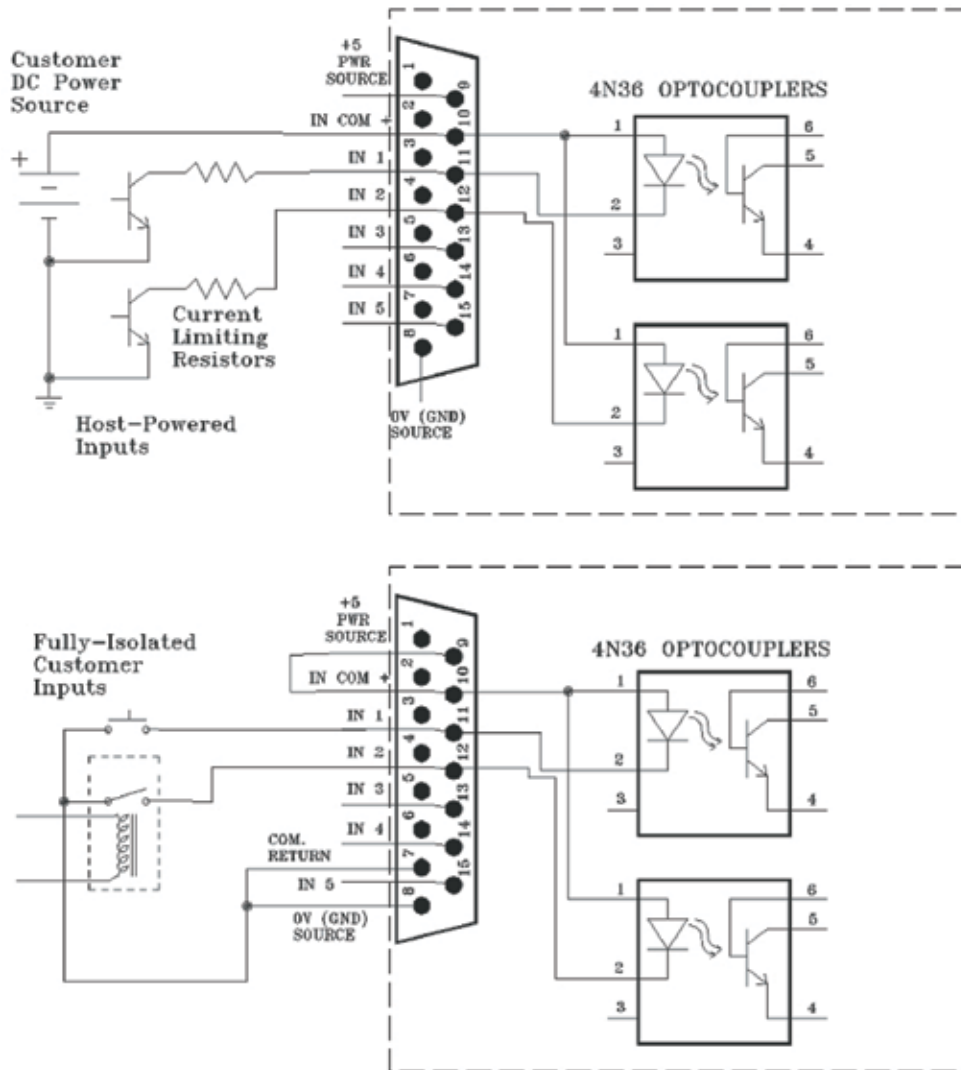 Customer
DC Power
Source
+5
PWR
SOURCE
IN COM +
IN 1
IN 2
IN 3
IN 4
IN 5
+
Current
Limiting
Resistors
Host-Powered
Inputs
0V (GND)
SOURCE
1
2
3
4
5
6
7
8
9
10
11
12
13
14
15
4N36 OPTOCOUPLERS
1
2
3
6
5
4
1
2
3
6
5
4
Fully-Isolated
Customer
Inputs
+5
PWR
SOURCE
IN COM +
IN 1
IN 2
IN 3
IN 4
COM.
RETURN
IN 5
0V (GND)
SOURCE
1
2
3
4
5
6
7
8
9
10
11
12
13
14
15
4N36 OPTOCOUPLERS
1
2
3
6
5
4
1
2
3
6
5
4